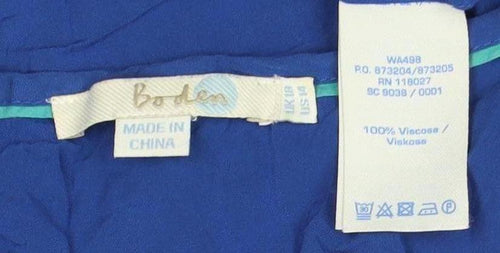 Boden
UK 18
US 14
MADE IN
CHINA
WA498
P.O. 873204/873205
RN 118027
SC 9038 / 0001
100% Viscose /
Viskose
30
P